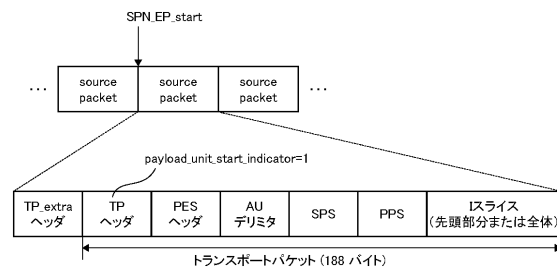 SPN_EP_start
...
source
packet
source
packet
source
packet
...
payload_unit_start_indicator=1
TP_extra
ヘッダ
TP
ヘッダ
PES
ヘッダ
AU
デリミタ
SPS
PPS
Iスライス
(先頭部分または全体)
トランスポートパケット (188 バイト)